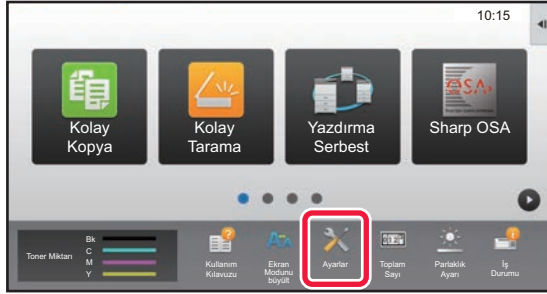 10:15
Kolay
Kopya
Kolay
Tarama
Yazdırma
Serbest
Sharp OSA
Toner Miktarı
Bk
C
M
Y
Kullanım
Kılavuzu
Ekran
Modunu
büyült
Ayarlar
Toplam
Sayı
Parlaklık
Ayarı
İş
Durumu